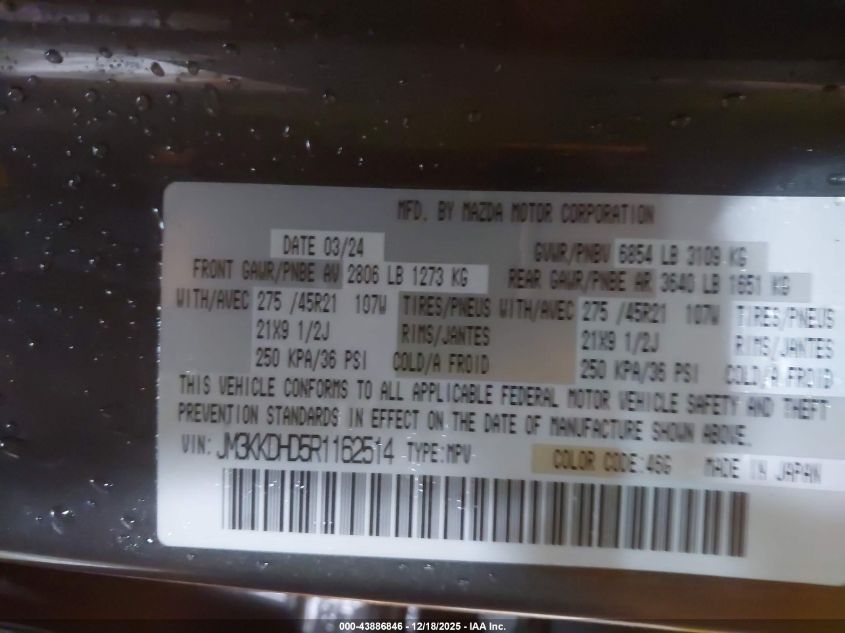 MFD. BY MAZDA MOTOR CORPORATION
DATE 03/24 GVWR/PNBV 6854 LB 3109 KG
FRONT GAWR/PNBE AV 2806 LB 1273 KG REAR GAWR/PNBE AR 3640 LB 1651 KG
WITH/AVEC 275 /45R21 107W TIRES/PNEUS WITH/AVEC 275 /45R21 107W TIRES/PNEUS
21X9 1/2J RIMS/JANTES 21X9 1/2J RIMS/JANTES
250 KPA/36 PSI COLD/A FROID 250 KPA/36 PSI COLD/A FROID
THIS VEHICLE CONFORMS TO ALL APPLICABLE FEDERAL MOTOR VEHICLE SAFETY AND THEFT
PREVENTION STANDARDS IN EFFECT ON THE DATE OF MANUFACTURE SHOWN ABOVE.
VIN: JM3KKDHD5R1162514 TYPE:MPV COLOR CODE:46G MADE IN JAPAN
000-43886846 - 12/18/2025 - IAA Inc.